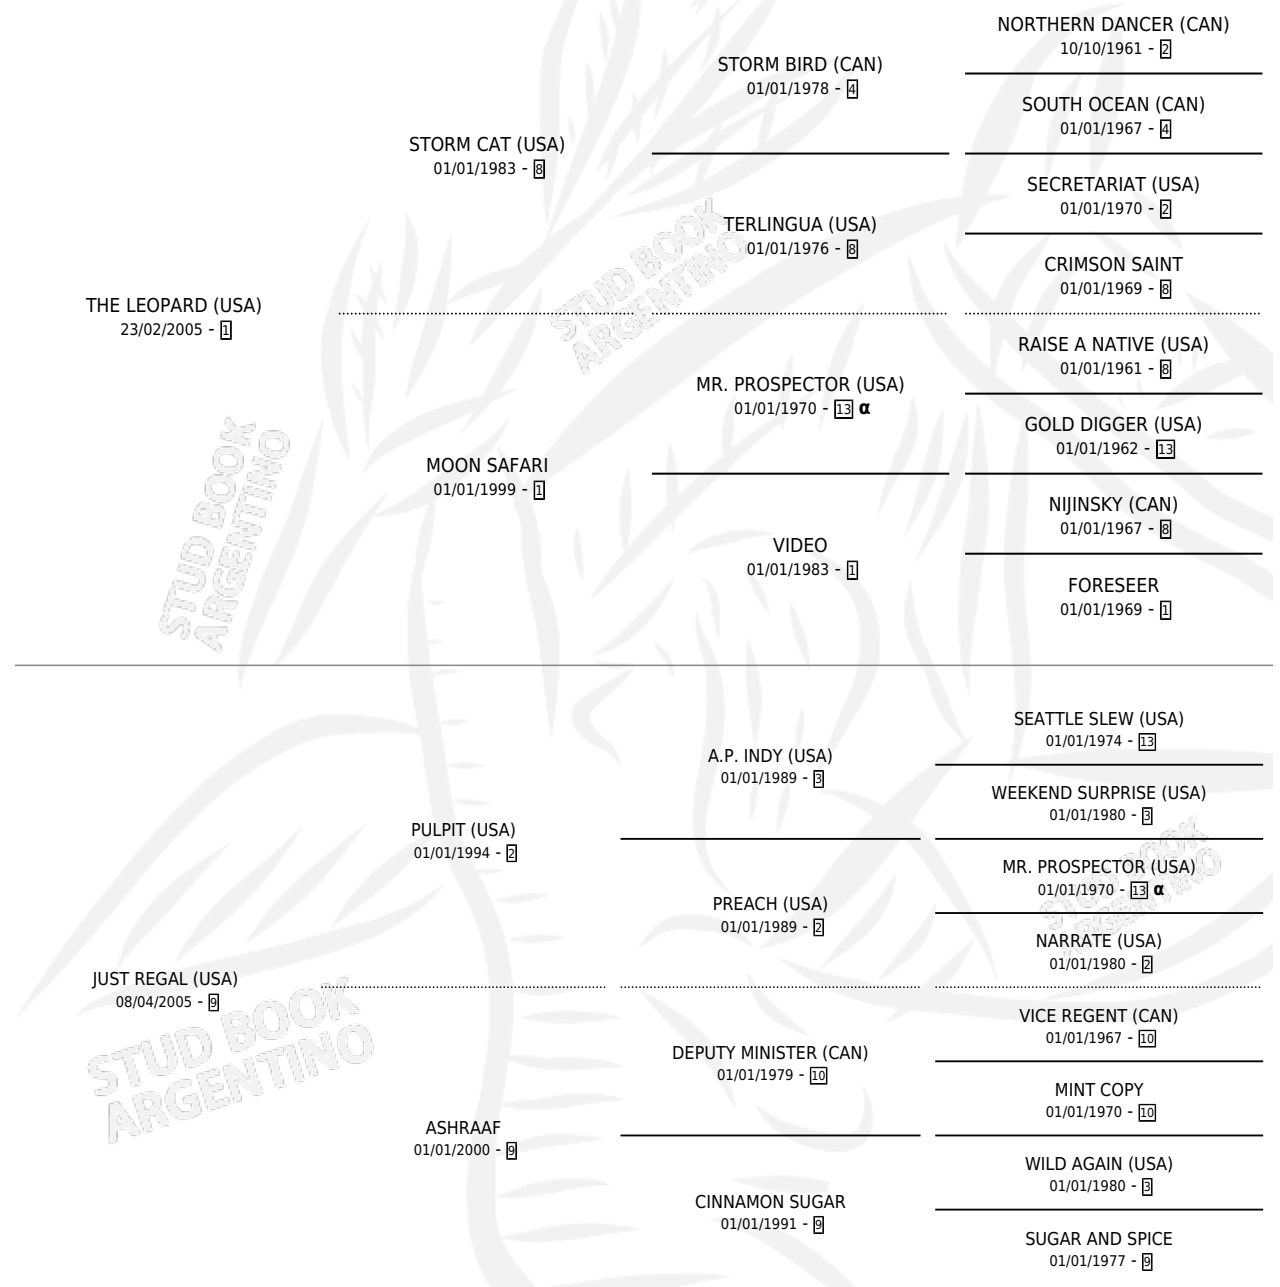 NORTHERN DANCER (CAN)
10/10/1961 - 2
STORM BIRD (CAN)
01/01/1978 - 4
SOUTH OCEAN (CAN)
01/01/1967 - 4
STORM CAT (USA)
01/01/1983 - 8
SECRETARIAT (USA)
01/01/1970 - 2
TERLINGUA (USA)
01/01/1976 - 8
CRIMSON SAINT
01/01/1969 - 8
THE LEOPARD (USA)
23/02/2005 - 1
RAISE A NATIVE (USA)
01/01/1961 - 8
MR. PROSPECTOR (USA)
01/01/1970 - 13 α
GOLD DIGGER (USA)
01/01/1962 - 13
MOON SAFARI
01/01/1999 - 1
NIJINSKY (CAN)
01/01/1967 - 8
VIDEO
01/01/1983 - 1
FORESEER
01/01/1969 - 1
STUD BOOK
ARGENTINO
STUD BOOK
ARGENTINO
SEATTLE SLEW (USA)
01/01/1974 - 13
A.P. INDY (USA)
01/01/1989 - 3
WEEKEND SURPRISE (USA)
01/01/1980 - 3
PULPIT (USA)
01/01/1994 - 2
MR. PROSPECTOR (USA)
01/01/1970 - 13 α
PREACH (USA)
01/01/1989 - 2
NARRATE (USA)
01/01/1980 - 2
JUST REGAL (USA)
08/04/2005 - 9
VICE REGENT (CAN)
01/01/1967 - 10
DEPUTY MINISTER (CAN)
01/01/1979 - 10
MINT COPY
01/01/1970 - 10
ASHRAAF
01/01/2000 - 9
WILD AGAIN (USA)
01/01/1980 - 3
CINNAMON SUGAR
01/01/1991 - 9
SUGAR AND SPICE
01/01/1977 - 9
STUD BOOK
ARGENTINO
STUD BOOK
ARGENTINO